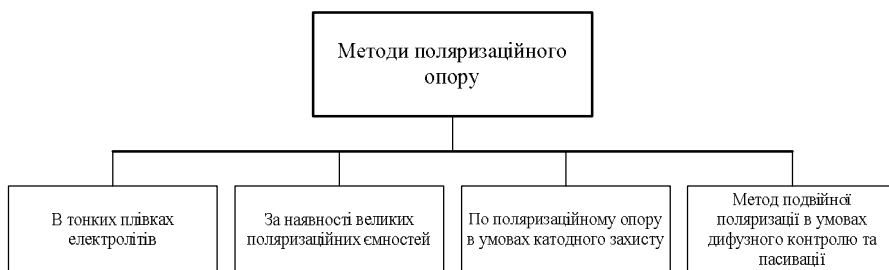 Методи поляризаційного
опору
В тонких плівках
електролітів
За наявності великих
поляризаційних ємностей
По поляризаційному опору
в умовах катодного захисту
Метод подвійної
поляризації в умовах
дифузного контролю та
пасивації